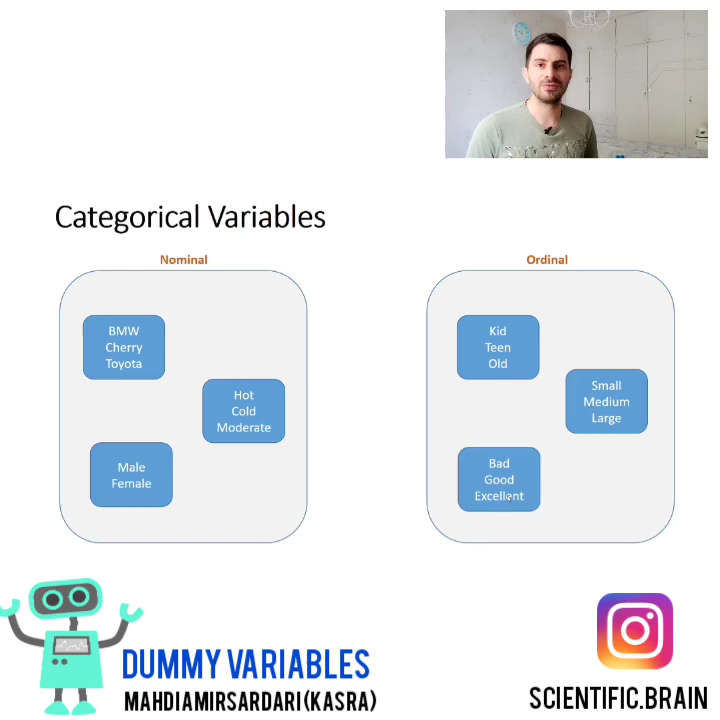 Categorical Variables
Nominal
BMW
Cherry
Toyota
Hot
Cold
Moderate
Male
Female
Ordinal
Kid
Teen
Old
Small
Medium
Large
Bad
Good
Excellent
DUMMY VARIABLES
MAHDIAMIRSARDARI(KASRA)
SCIENTIFIC.BRAIN